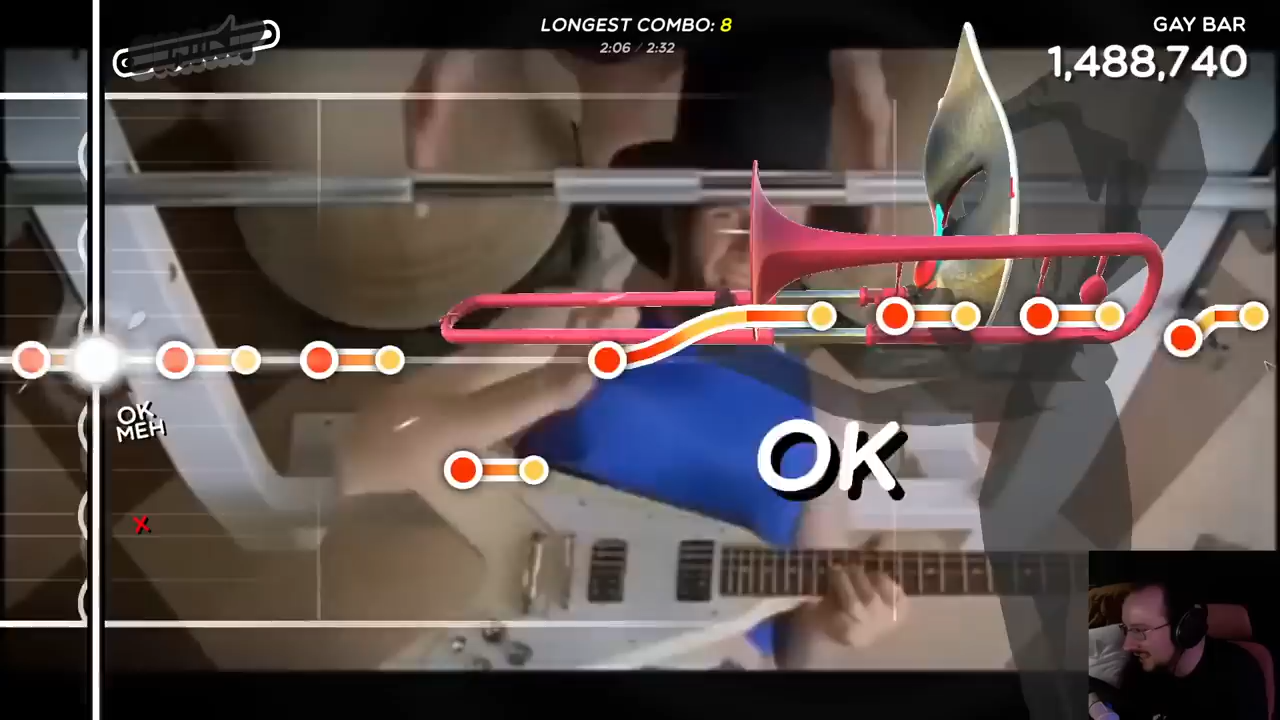 LONGEST COMBO: 8
2:06 / 2:32
GAY BAR
1,488,740
OK
MEH
X
OK